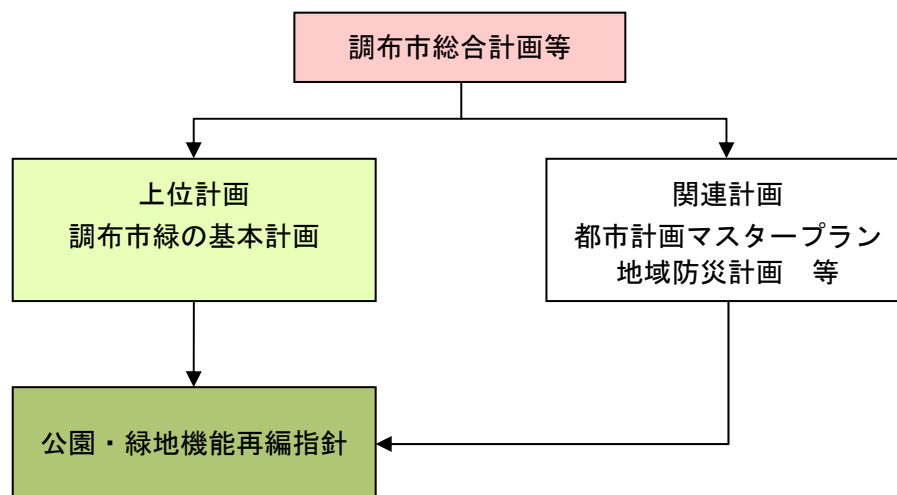 調布市総合計画等
上位計画
調布市緑の基本計画
関連計画
都市計画マスタープラン
地域防災計画　等
公園・緑地機能再編指針